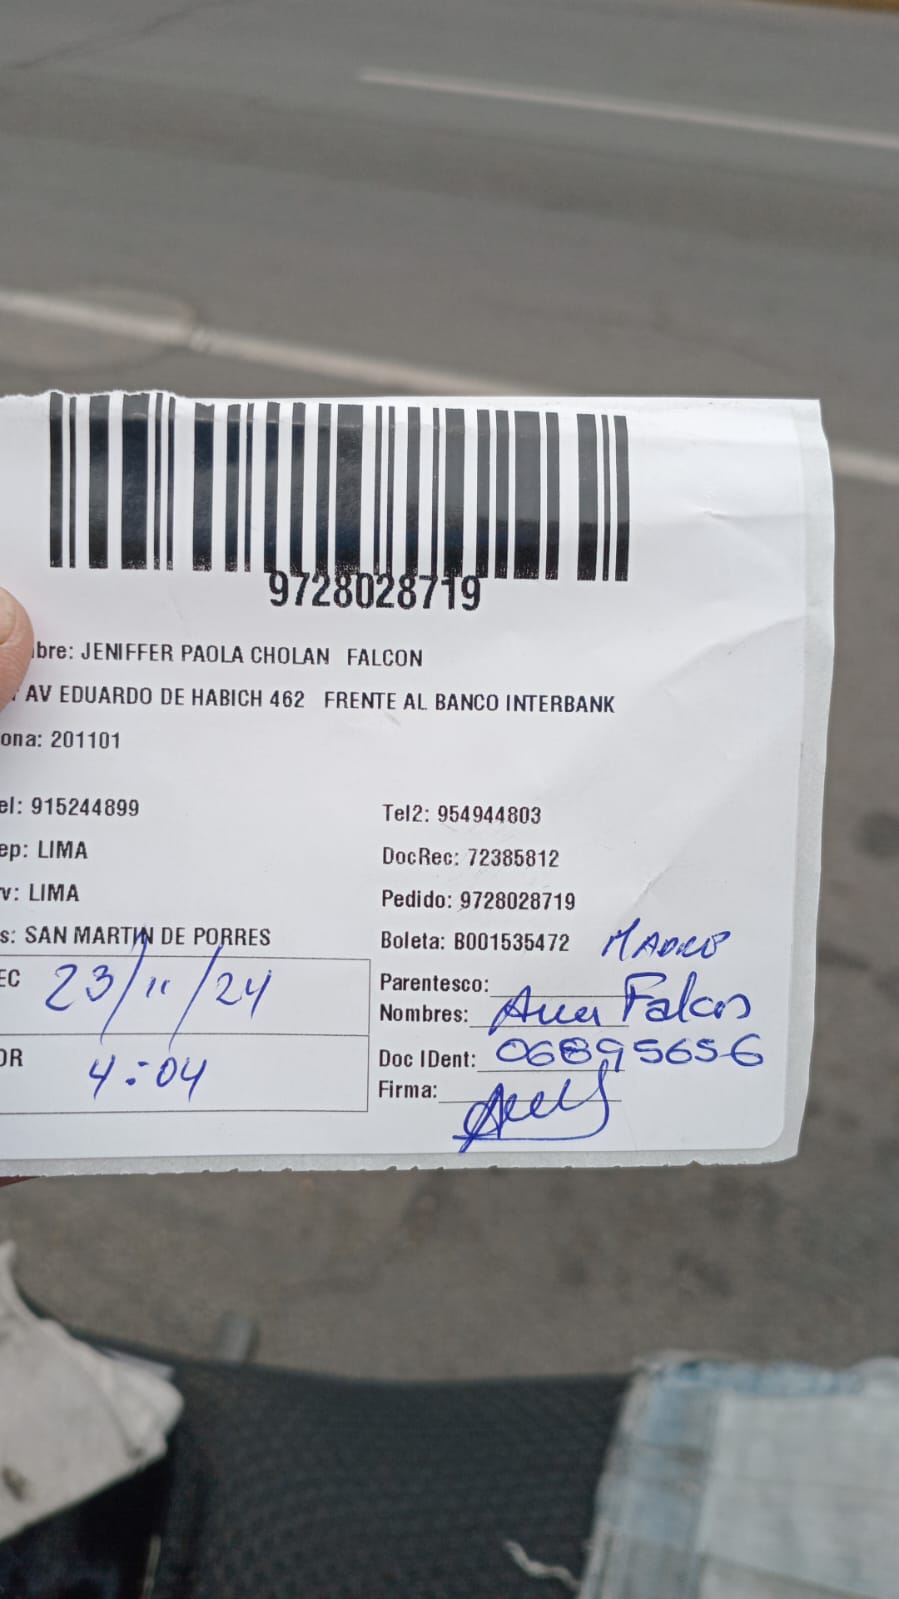 9728028719
bre: JENIFFER PAOLA CHOLAN FALCON
AV EDUARDO DE HABICH 462 FRENTE AL BANCO INTERBANK
ona: 201101
el: 915244899
Tel2: 954944803
ep: LIMA
DocRec: 72385812
v: LIMA
Pedido: 9728028719
s: SAN MARTIN DE PORRES
Boleta: B001535472
MADRE
EC 23/11/24
Parentesco:
Nombres: Ana Falcon
OR 4:04
Doc IDent: 06895656
Firma: